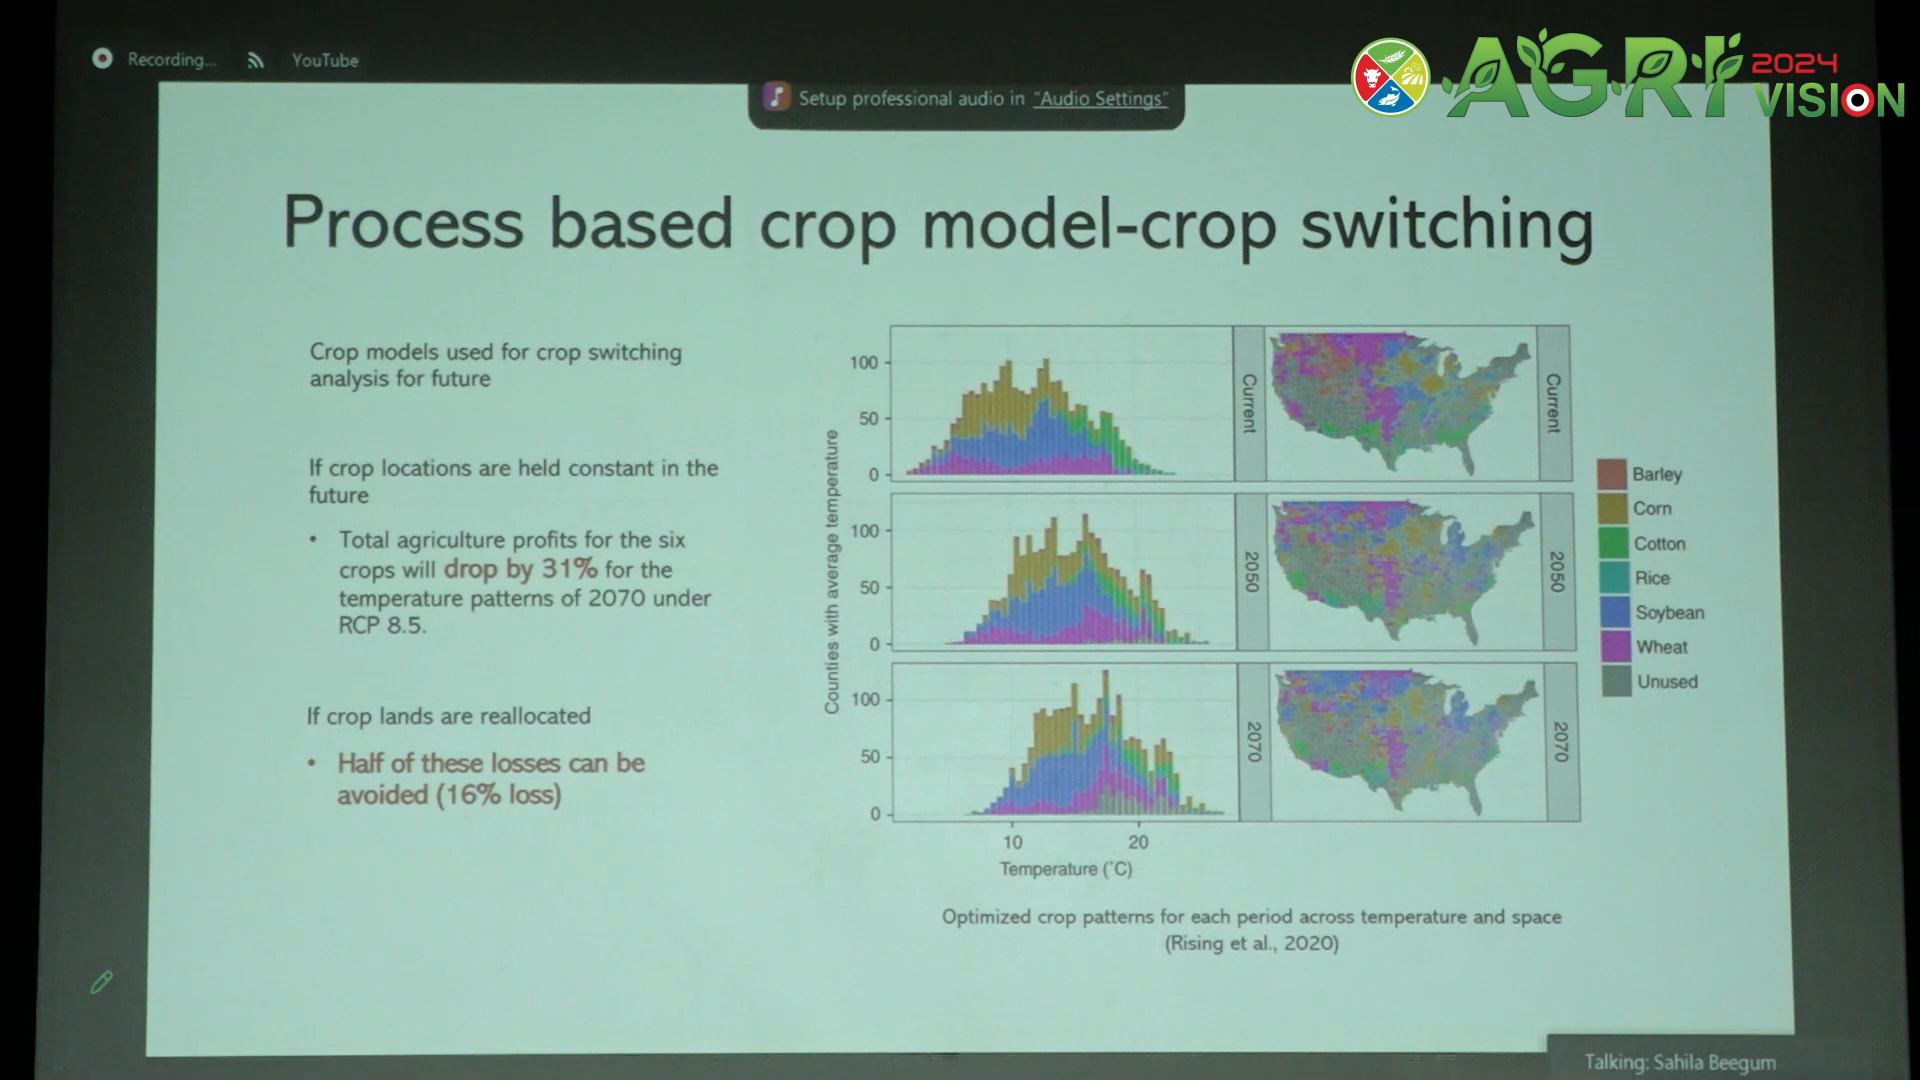 Recording...
YouTube
Setup professional audio in "Audio Settings"
AGRI
2024
VISION
Process based crop model-crop switching
Crop models used for crop switching
analysis for future
If crop locations are held constant in the
future
• Total agriculture profits for the six
crops will drop by 31% for the
temperature patterns of 2070 under
RCP 8.5.
If crop lands are reallocated
• Half of these losses can be
avoided (16% loss)
Counties with average temperature
100
50
0
Current
Current
100
50
0
2050
2050
100
50
0
2070
2070
10
20
Temperature (°C)
Barley
Corn
Cotton
Rice
Soybean
Wheat
Unused
Optimized crop patterns for each period across temperature and space
(Rising et al., 2020)
Talking: Sahila Beegum